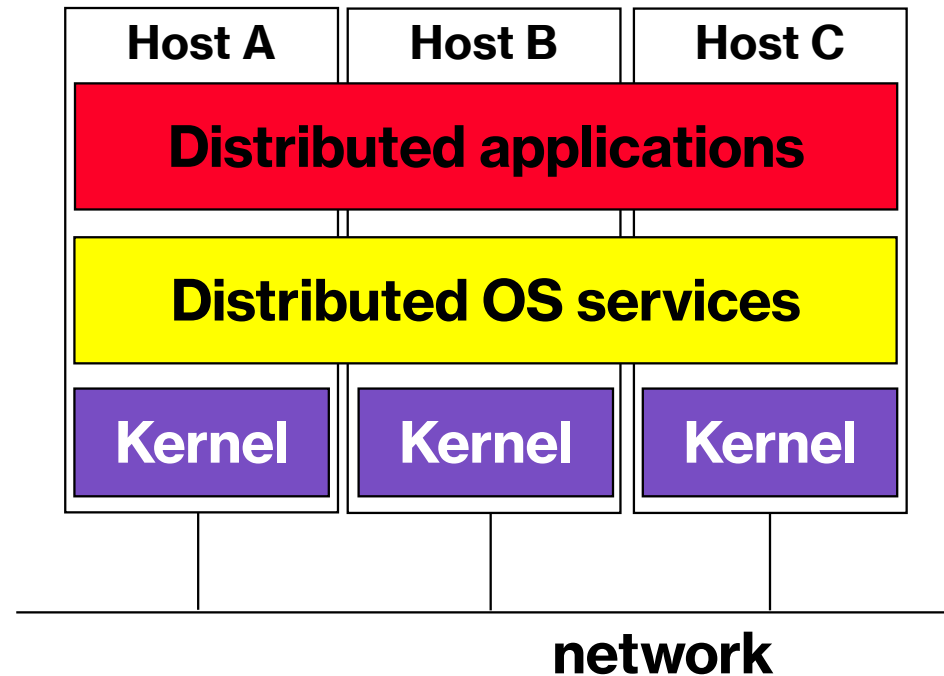 Host A
Host B
Host C
Distributed applications
Distributed OS services
Kernel
Kernel
Kernel
network